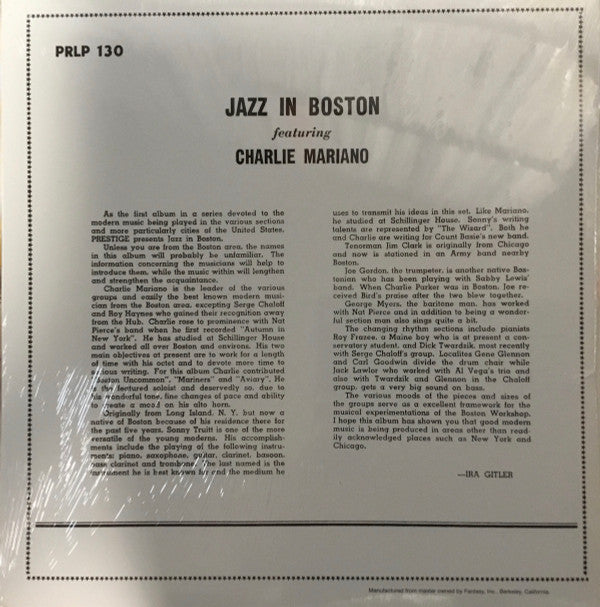 PRLP 130
JAZZ IN BOSTON
featuring
CHARLIE MARIANO
As the first album in a series devoted to the
modern music being played in the various sections
and more particularly cities of the United States,
PRESTIGE presents Jazz in Boston.
Unless you are from the Boston area, the names
in this album will probably be unfamiliar. The
information concerning the musicians will help to
introduce them, while the music within will lengthen
and strengthen the acquaintance.
Charlie Mariano is the leader of the various
groups and easily the best known modern musi-
cian from the Boston area, excepting Serge Chaloff
and Roy Haynes who gained their recognition away
from the Hub. Charlie rose to prominence with Nat
Pierce's band when he first recorded "Autumn in
New York". He has studied at Schillinger House
and worked all over Boston and environs. His two
main objectives at present are to work for a length
of time with his octet and to devote more time to
serious writing. For this album Charlie contributed
"Boston Uncommon", "Mariners" and "Aviary". He
is the featured soloist and deservedly so, due to
his wonderful tone, fine changes of pace and ability
to create a mood on his alto horn.
Originally from Long Island, N. Y. but now a
native of Boston because of his residence there for
the past five years, Sonny Truitt is one of the more
versatile of the young moderns. His accomplish-
ments include the playing of the following instru-
ments: piano, saxophone, guitar, clarinet, basoon,
bass clarinet and trombone. The last named is the
instrument he is best known for and the medium he
uses to transmit his ideas in this set. Like Mariano,
he studied at Schillinger House. Sonny's writing
talents are represented by "The Wizard". Both he
and Charlie are writing for Count Basie's new band.
Tenorman Jim Clark is originally from Chicago
and now is stationed in an Army band nearby
Boston.
Joe Gordon, the trumpeter, is another native Bos-
tonian who has been playing with Sabby Lewis'
band. When Charlie Parker was in Boston, Joe re-
ceived Bird's praise after the two blew together.
George Myers, the baritone man, has worked
with Nat Pierce and in addition to being a wonder-
ful section man also sings quite a bit.
The changing rhythm sections include pianists
Roy Frazee, a Maine boy who is at present a con-
servatory student, and Dick Twardzik, most recently
with Serge Chaloff's group. Localites Gene Glennon
and Carl Goodwin divide the drum chair while
Jack Lawlor who worked with Al Vega's trio and
also with Twardzik and Glennon in the Chaloff
group, gets a very big sound on bass.
The various moods of the pieces and sizes of
the groups serve as a excellent framework for the
musical experimentations of the Boston Workshop.
I hope this album has shown you that good modern
music is being produced in areas other than read-
ily acknowledged places such as New York and
Chicago.
—IRA GITLER
Manufactured from master owned by Fantasy, Inc., Berkeley, California.